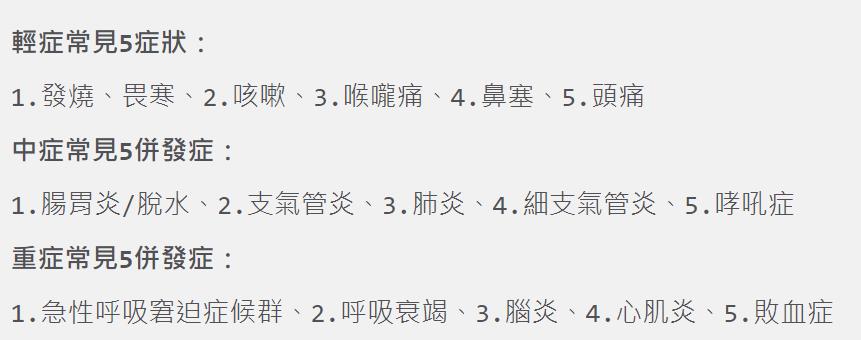 輕症常見5症狀：
1.發燒、畏寒、2.咳嗽、3.喉嚨痛、4.鼻塞、5.頭痛
中症常見5併發症：
1.腸胃炎/脫水、2.支氣管炎、3.肺炎、4.細支氣管炎、5.哮吼症
重症常見5併發症：
1.急性呼吸窘迫症候群、2.呼吸衰竭、3.腦炎、4.心肌炎、5.敗血症